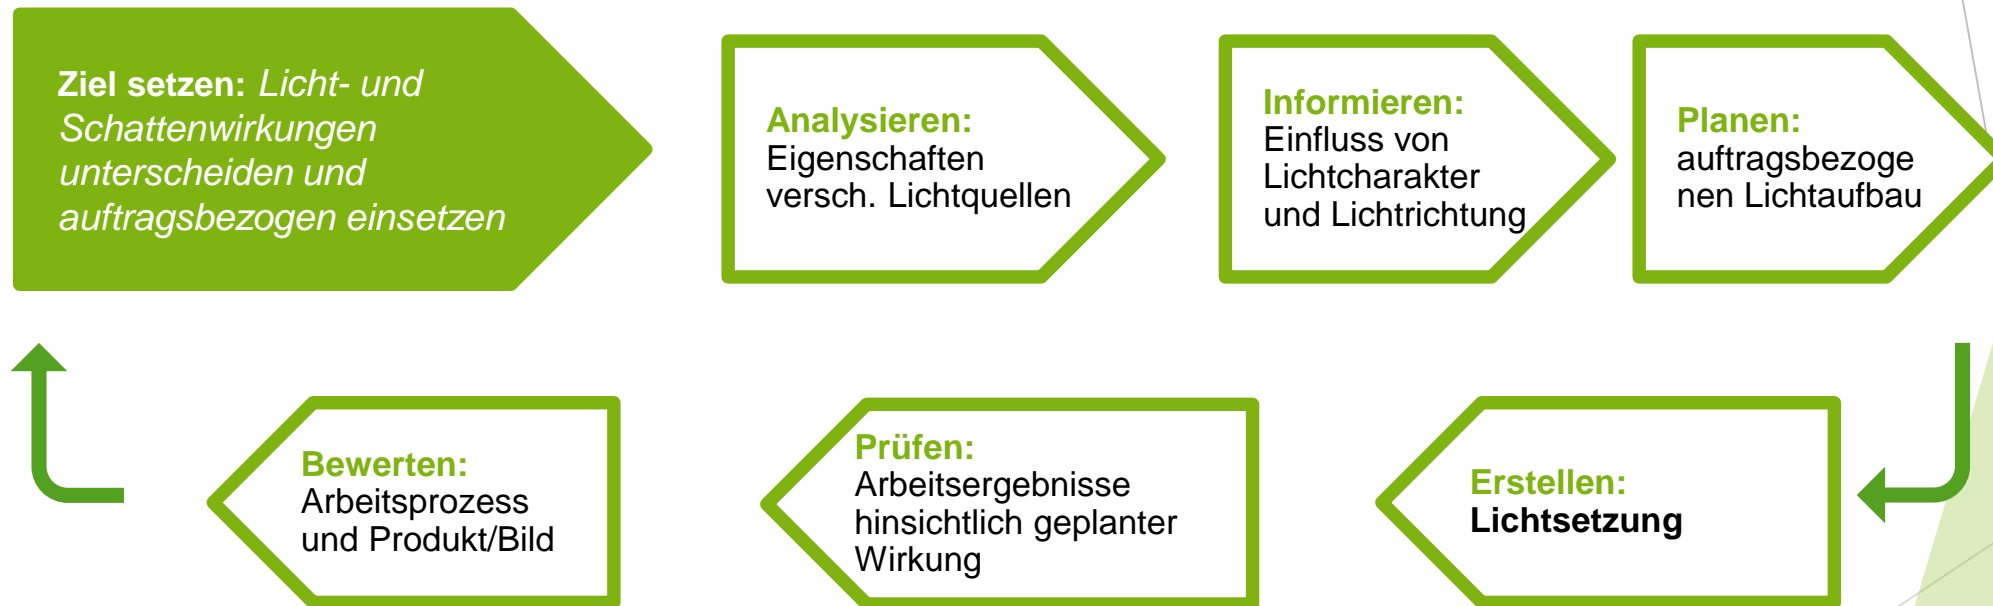 Ziel setzen: Licht- und
Schattenwirkungen
unterscheiden und
auftragsbezogen einsetzen
Analysieren:
Eigenschaften
versch. Lichtquellen
Informieren:
Einfluss von
Lichtcharakter
und Lichtrichtung
Planen:
auftragsbezoge
nen Lichtaufbau
Erstellen:
Lichtsetzung
Prüfen:
Arbeitsergebnisse
hinsichtlich geplanter
Wirkung
Bewerten:
Arbeitsprozess
und Produkt/Bild